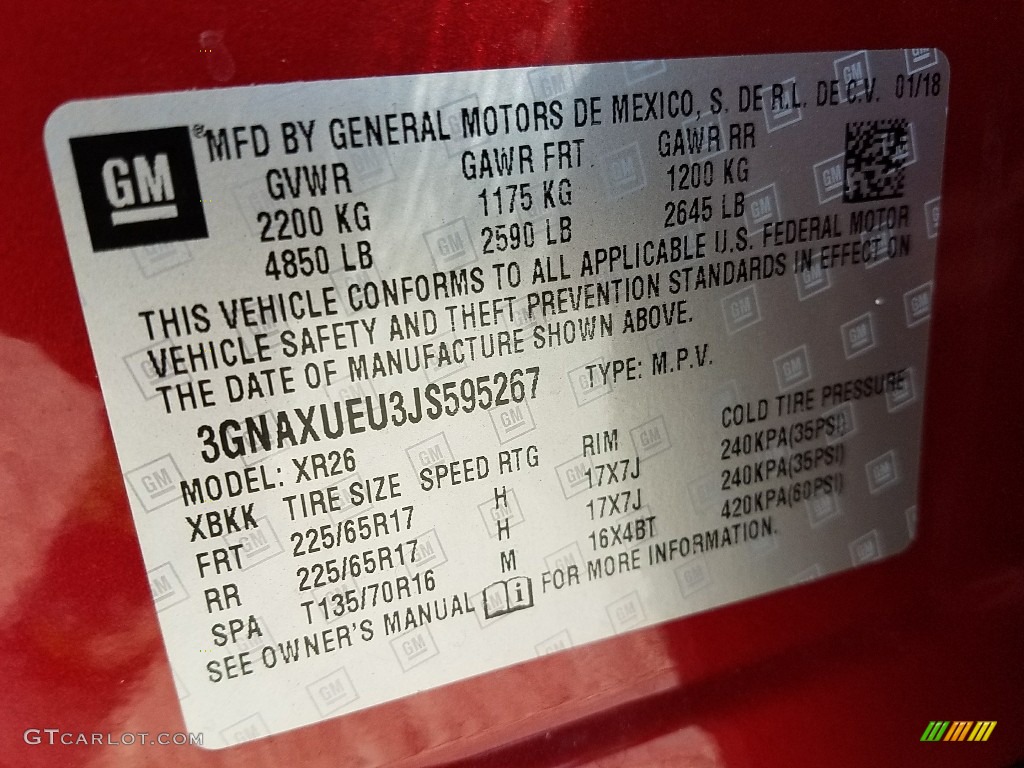 GM
® MFD BY GENERAL MOTORS DE MEXICO, S. DE R.L. DE C.V. 01/18
GVWR GAWR FRT GAWR RR
2200 KG 1175 KG 1200 KG
4850 LB 2590 LB 2645 LB
THIS VEHICLE CONFORMS TO ALL APPLICABLE U.S. FEDERAL MOTOR
VEHICLE SAFETY AND THEFT PREVENTION STANDARDS IN EFFECT ON
THE DATE OF MANUFACTURE SHOWN ABOVE.
3GNAXUEU3JS595267 TYPE: M.P.V.
MODEL: XR26
XBKK TIRE SIZE SPEED RTG RIM COLD TIRE PRESSURE
FRT 225/65R17 H 17X7J 240KPA(35PSI)
RR 225/65R17 H 17X7J 240KPA(35PSI)
SPA T135/70R16 M 16X4BT 420KPA(60PSI)
SEE OWNER'S MANUAL i FOR MORE INFORMATION.
GTCARLOT.COM